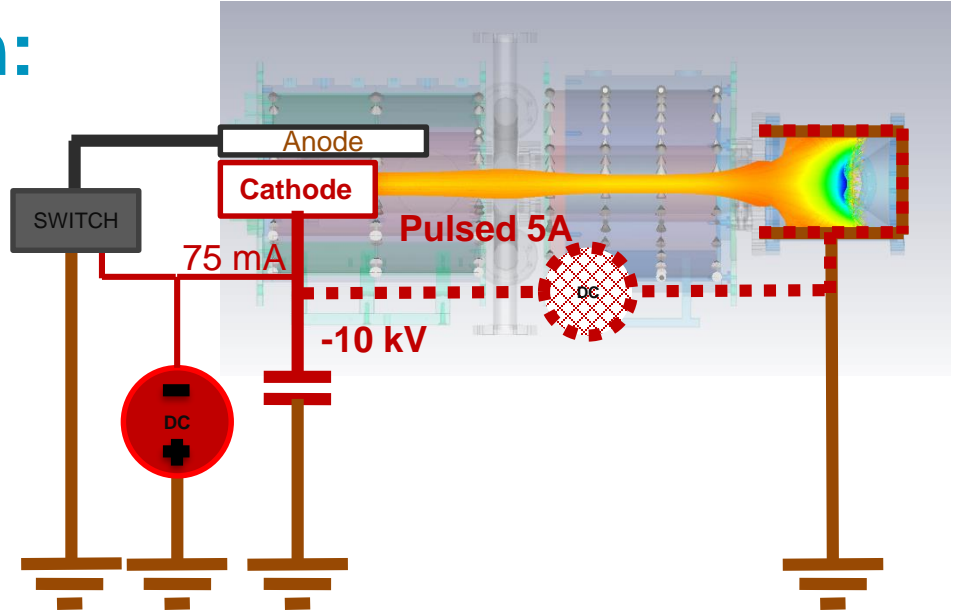 n:
Anode
Cathode
SWITCH
Pulsed 5A
75 mA
DC
-10 kV
DC